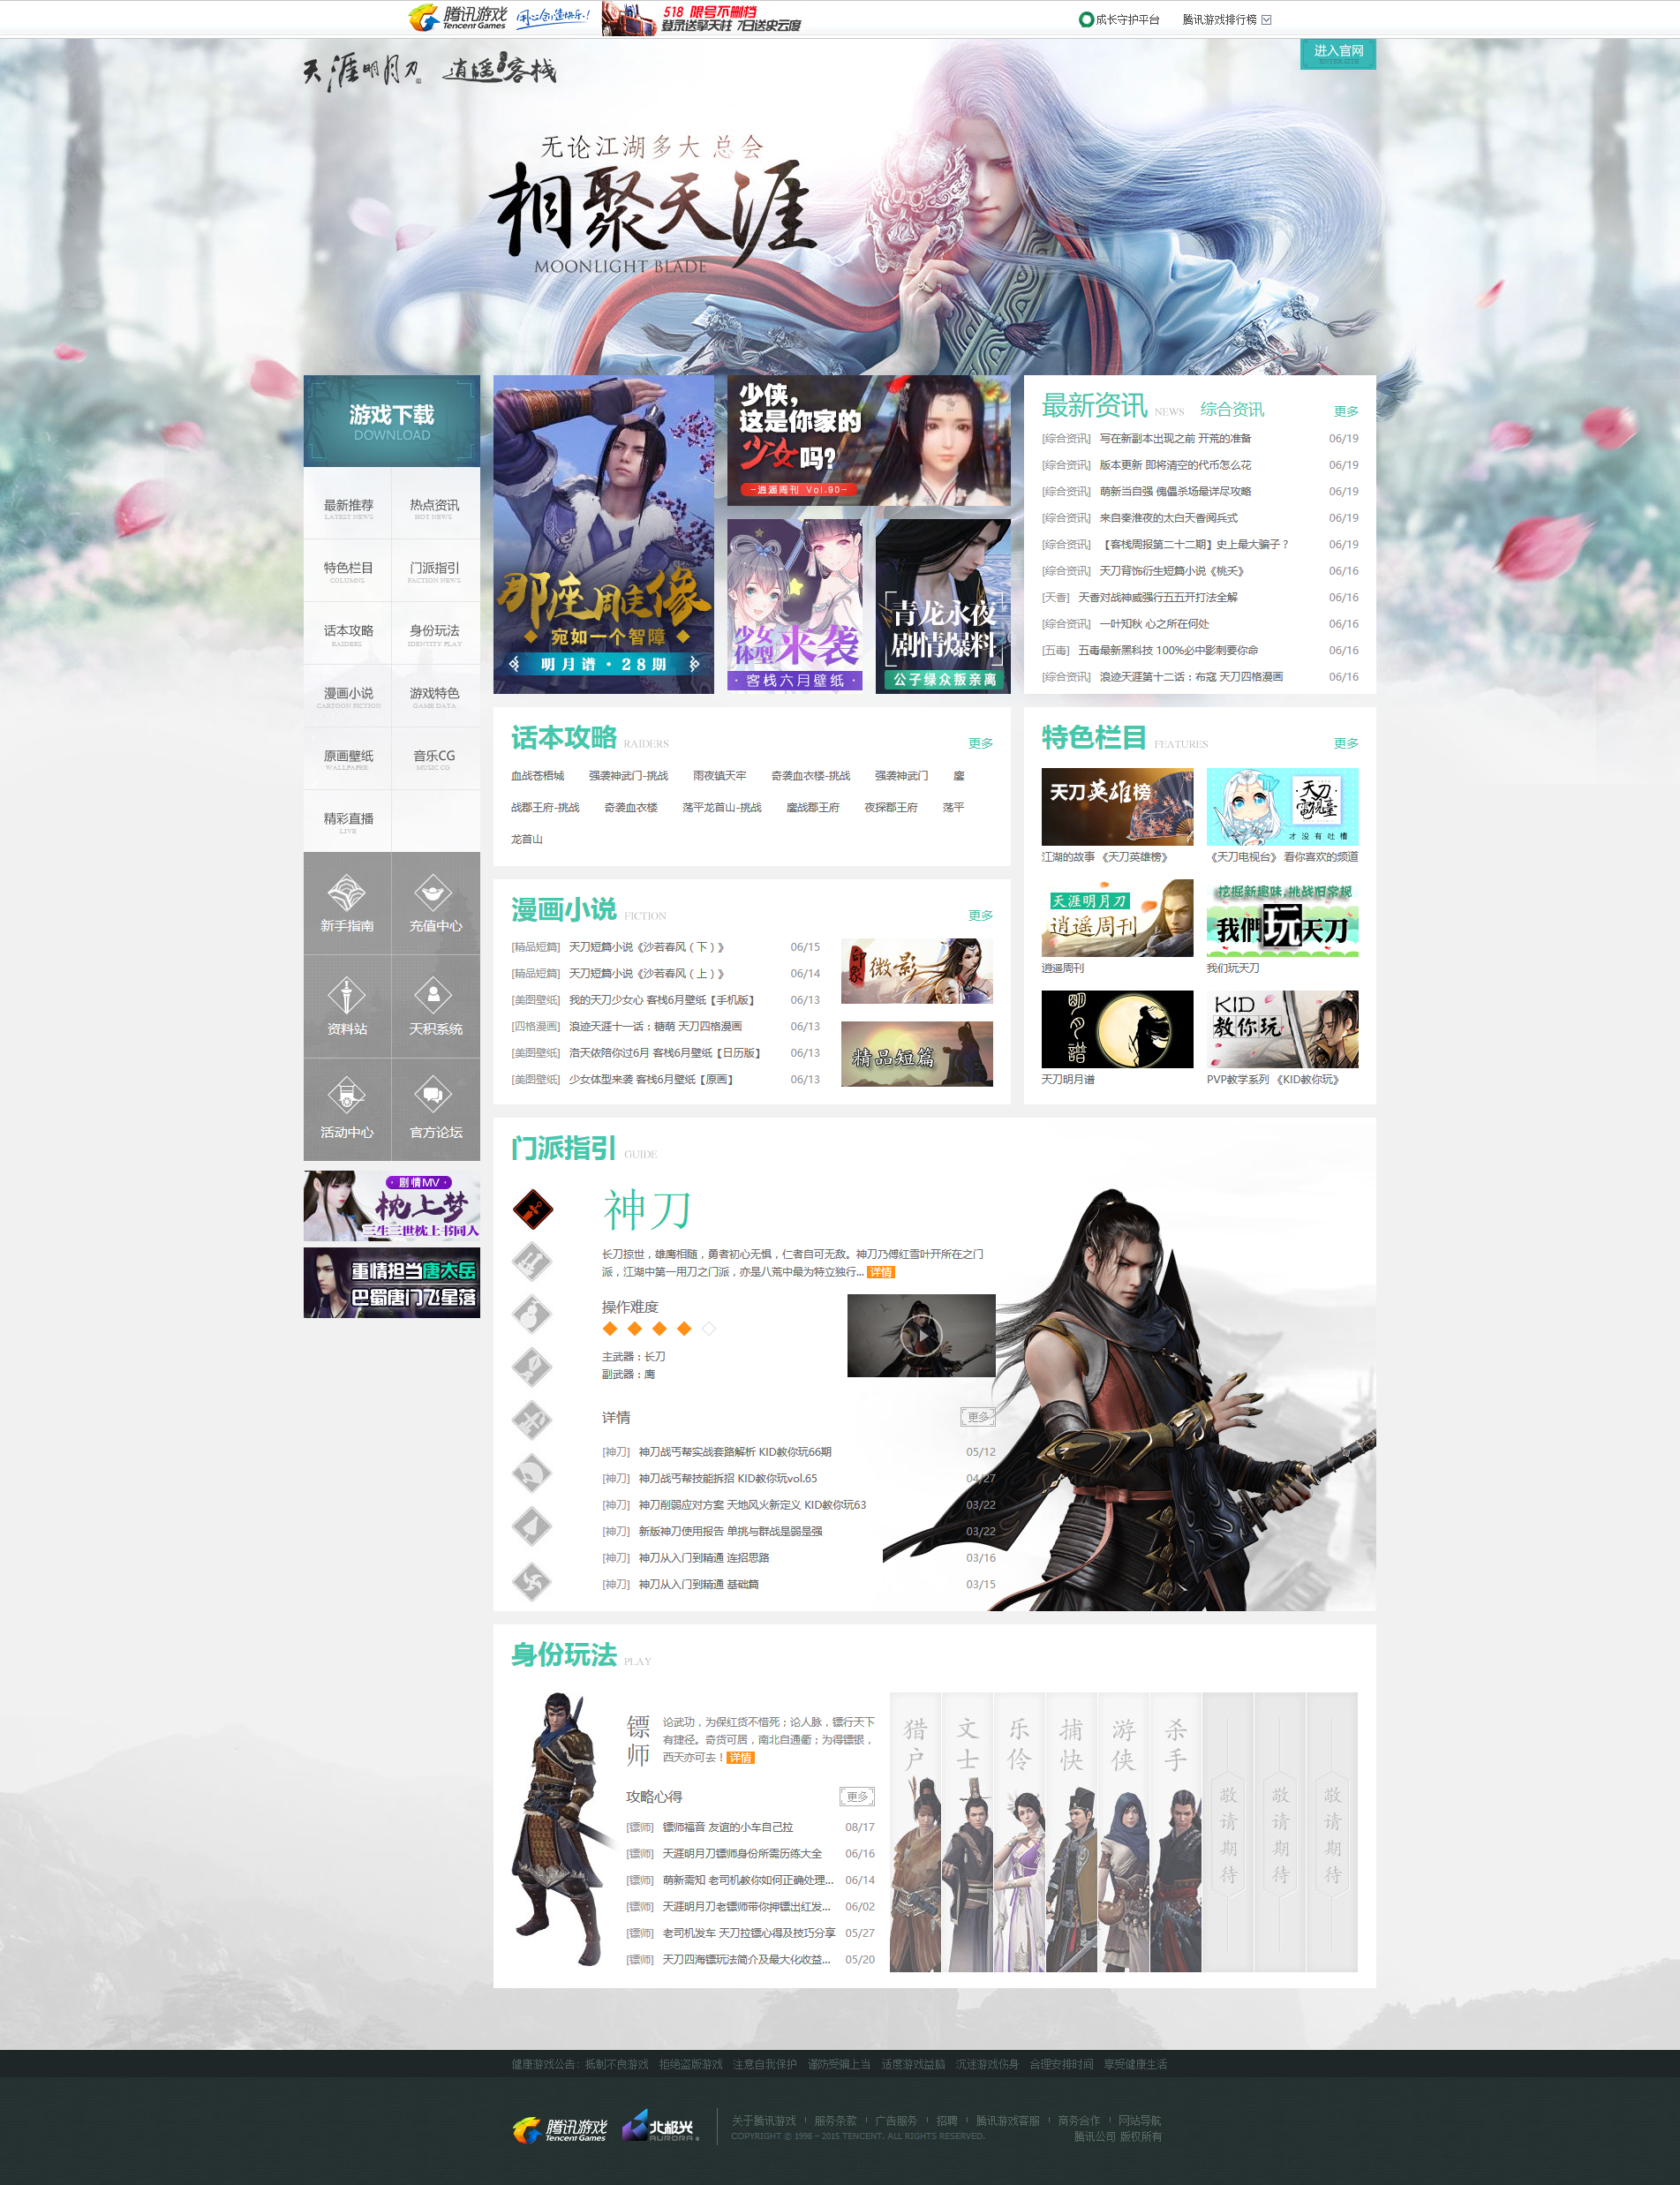 腾讯游戏
Tencent Games
用心创造快乐!
518 限号不删档
登录送擎天柱 7日送史云度
成长守护平台
腾讯游戏排行榜
天涯明月刀 逍遥客栈
进入官网
ENTER SITE
无论江湖多大 总会
相聚天涯
MOONLIGHT BLADE
游戏下载
DOWNLOAD
最新推荐 热点资讯
LATEST NEWS HOT NEWS
特色栏目 门派指引
COLUMNS FACTION NEWS
话本攻略 身份玩法
RAIDERS IDENTITY PLAY
漫画小说 游戏特色
CARTOON FICTION GAME DATA
原画壁纸 音乐CG
WALLPAPER MUSIC CG
精彩直播
LIVE
新手指南 充值中心
资料站 天积系统
活动中心 官方论坛
·剧情MV·
枕上梦
三生三世枕上书同人
重情担当唐太岳
巴蜀唐门飞星落
那座雕像
宛如一个智障
明月谱·28期
少侠,
这是你家的
少女吗?
-逍遥周刊 Vol.90-
少女体型来袭
·客栈六月壁纸·
青龙永夜
剧情爆料
公子绿众叛亲离
最新资讯 NEWS 综合资讯 更多
[综合资讯] 写在新副本出现之前 开荒的准备 06/19
[综合资讯] 版本更新 即将清空的代币怎么花 06/19
[综合资讯] 萌新当自强 傀儡杀场最详尽攻略 06/19
[综合资讯] 来自秦淮夜的太白天香阅兵式 06/19
[综合资讯] 【客栈周报第二十二期】史上最大骗子? 06/19
[综合资讯] 天刀背饰衍生短篇小说《桃夭》 06/16
[天香] 天香对战神威强行五五开打法全解 06/16
[综合资讯] 一叶知秋 心之所在何处 06/16
[五毒] 五毒最新黑科技 100%必中影刺要你命 06/16
[综合资讯] 浪迹天涯第十二话:布寇 天刀四格漫画 06/16
话本攻略 RAIDERS 更多
血战苍梧城 强袭神武门-挑战 雨夜镇天牢 奇袭血衣楼-挑战 强袭神武门 鏖
战郡王府-挑战 奇袭血衣楼 荡平龙首山-挑战 鏖战郡王府 夜探郡王府 荡平
龙首山
漫画小说 FICTION 更多
[精品短篇] 天刀短篇小说《沙若春风(下)》 06/15
[精品短篇] 天刀短篇小说《沙若春风(上)》 06/14
[美图壁纸] 我的天刀少女心 客栈6月壁纸【手机版】 06/13
[四格漫画] 浪迹天涯十一话:糖萌 天刀四格漫画 06/13
[美图壁纸] 洛天依陪你过6月 客栈6月壁纸【日历版】 06/13
[美图壁纸] 少女体型来袭 客栈6月壁纸【原画】 06/13
印象 微影
精品短篇
特色栏目 FEATURES 更多
天刀英雄榜
天刀電視臺
才没有吐槽
江湖的故事 《天刀英雄榜》 《天刀电视台》 看你喜欢的频道
天涯明月刀
逍遥周刊
挖掘新趣味,挑战旧常规
我們玩天刀
逍遥周刊 我们玩天刀
明月譜
KID
教你玩
天刀明月谱 PVP教学系列 《KID教你玩》
门派指引 GUIDE
神刀
长刀掠世,雄鹰相随,勇者初心无惧,仁者自可无敌。神刀乃傅红雪叶开所在之门
派,江湖中第一用刀之门派,亦是八荒中最为特立独行... 详情
操作难度
主武器:长刀
副武器:鹰
详情 更多
[神刀] 神刀战丐帮实战套路解析 KID教你玩66期 05/12
[神刀] 神刀战丐帮技能拆招 KID教你玩vol.65 04/27
[神刀] 神刀削弱应对方案 天地风火新定义 KID教你玩63 03/22
[神刀] 新版神刀使用报告 单挑与群战是弱是强 03/22
[神刀] 神刀从入门到精通 连招思路 03/16
[神刀] 神刀从入门到精通 基础篇 03/15
身份玩法 PLAY
镖师
论武功,为保红货不惜死;论人脉,镖行天下
有捷径。奇货可居,南北自通衢;为得镖银,
西天亦可去! 详情
攻略心得 更多
[镖师] 镖师福音 友谊的小车自己拉 08/17
[镖师] 天涯明月刀镖师身份所需历练大全 06/16
[镖师] 萌新需知 老司机教你如何正确处理... 06/14
[镖师] 天涯明月刀老镖师带你押镖出红发... 06/02
[镖师] 老司机发车 天刀拉镖心得及技巧分享 05/27
[镖师] 天刀四海镖玩法简介及最大化收益... 05/20
猎户
文士
乐伶
捕快
游侠
杀手
敬请期待
敬请期待
敬请期待
健康游戏公告:抵制不良游戏 拒绝盗版游戏 注意自我保护 谨防受骗上当 适度游戏益脑 沉迷游戏伤身 合理安排时间 享受健康生活
腾讯游戏
Tencent Games
北极光
AURORA
关于腾讯游戏 | 服务条款 | 广告服务 | 招聘 | 腾讯游戏客服 | 商务合作 | 网站导航
COPYRIGHT © 1998 – 2015 TENCENT. ALL RIGHTS RESERVED. 腾讯公司 版权所有